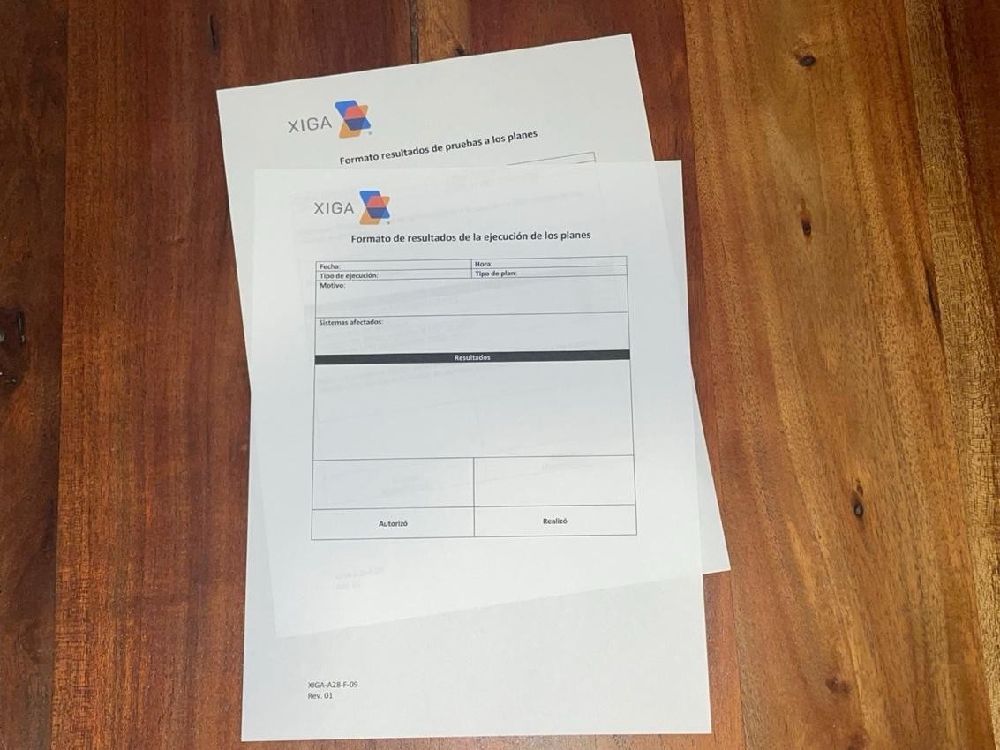 XIGA
Formato resultados de pruebas a los planes
XIGA
Formato de resultados de la ejecución de los planes
Fecha: Hora:
Tipo de ejecución: Tipo de plan:
Motivo:
Sistemas afectados:
Resultados
Autorizó Realizó
XIGA-A28-F-09
Rev. 01